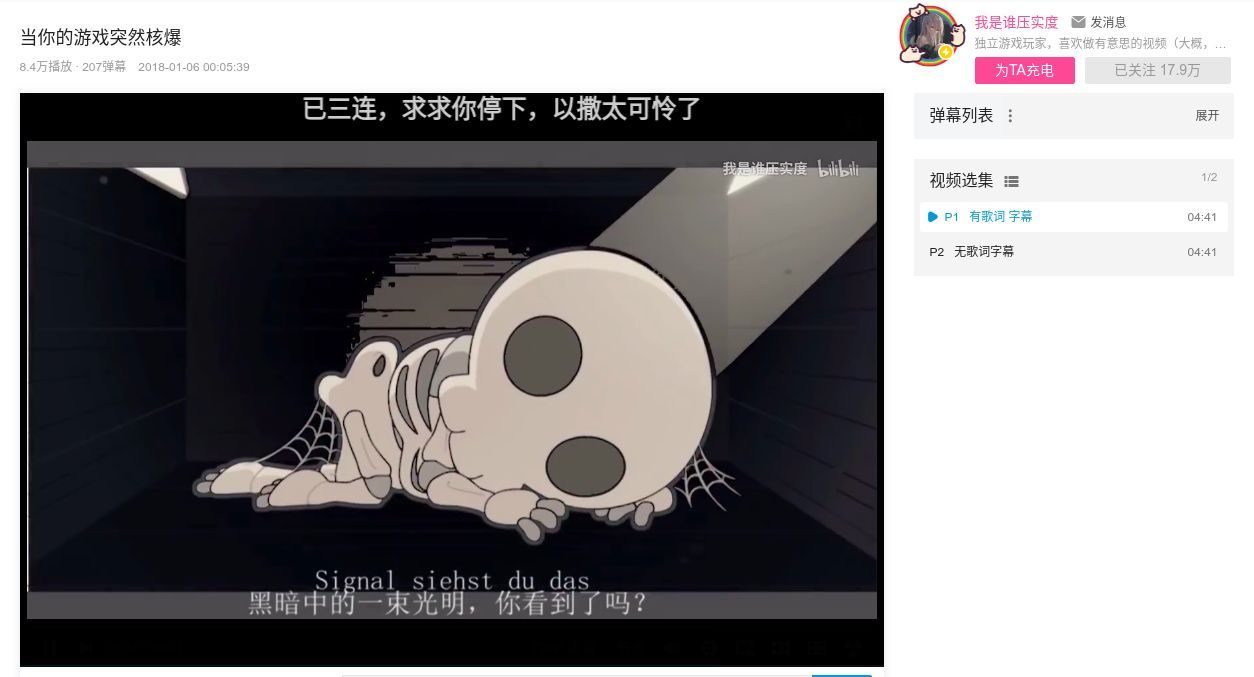 当你的游戏突然核爆
8.4万播放 · 207弹幕 2018-01-06 00:05:39
我是谁压实度 发消息
独立游戏玩家，喜欢做有意思的视频（大概，...
为TA充电 已关注 17.9万
已三连，求求你停下，以撒太可怜了
我是谁压实度 bilibili
Signal siehst du das
黑暗中的一束光明，你看到了吗？
弹幕列表 展开
视频选集 1/2
P1 有歌词 字幕 04:41
P2 无歌词字幕 04:41